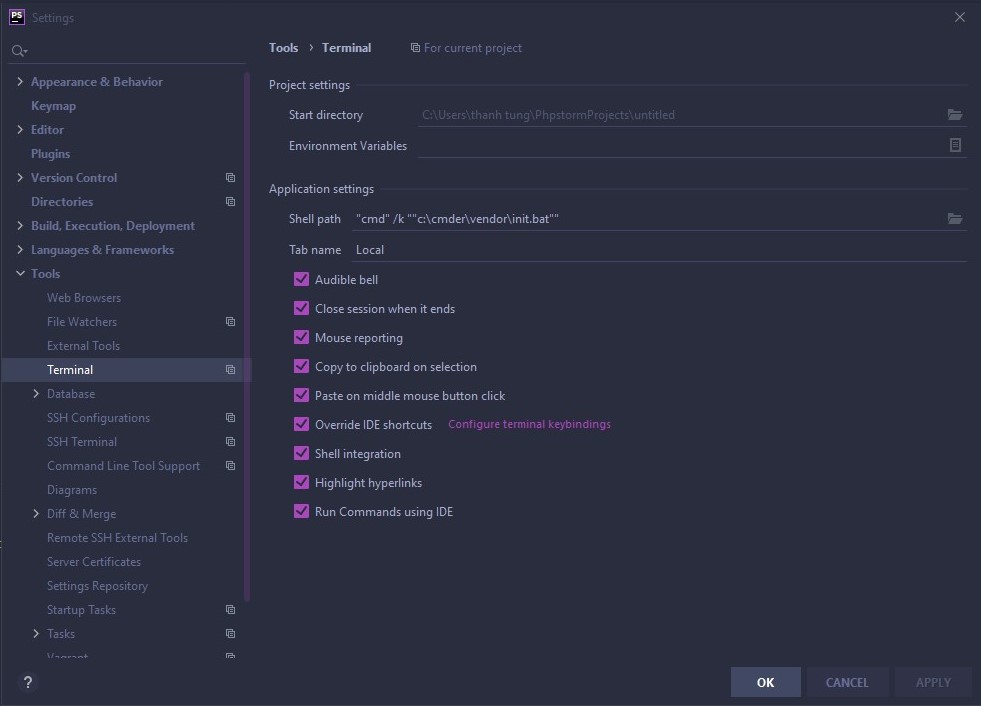 PS
Settings
Tools › Terminal For current project
Appearance & Behavior
Keymap
Editor
Plugins
Version Control
Directories
Build, Execution, Deployment
Languages & Frameworks
Tools
Web Browsers
File Watchers
External Tools
Terminal
Database
SSH Configurations
SSH Terminal
Command Line Tool Support
Diagrams
Diff & Merge
Remote SSH External Tools
Server Certificates
Settings Repository
Startup Tasks
Tasks
Vagrant
Project settings
Start directory C:\Users\thanh tung\PhpstormProjects\untitled
Environment Variables
Application settings
Shell path "cmd" /k ""c:\cmder\vendor\init.bat""
Tab name Local
Audible bell
Close session when it ends
Mouse reporting
Copy to clipboard on selection
Paste on middle mouse button click
Override IDE shortcuts Configure terminal keybindings
Shell integration
Highlight hyperlinks
Run Commands using IDE
? OK CANCEL APPLY